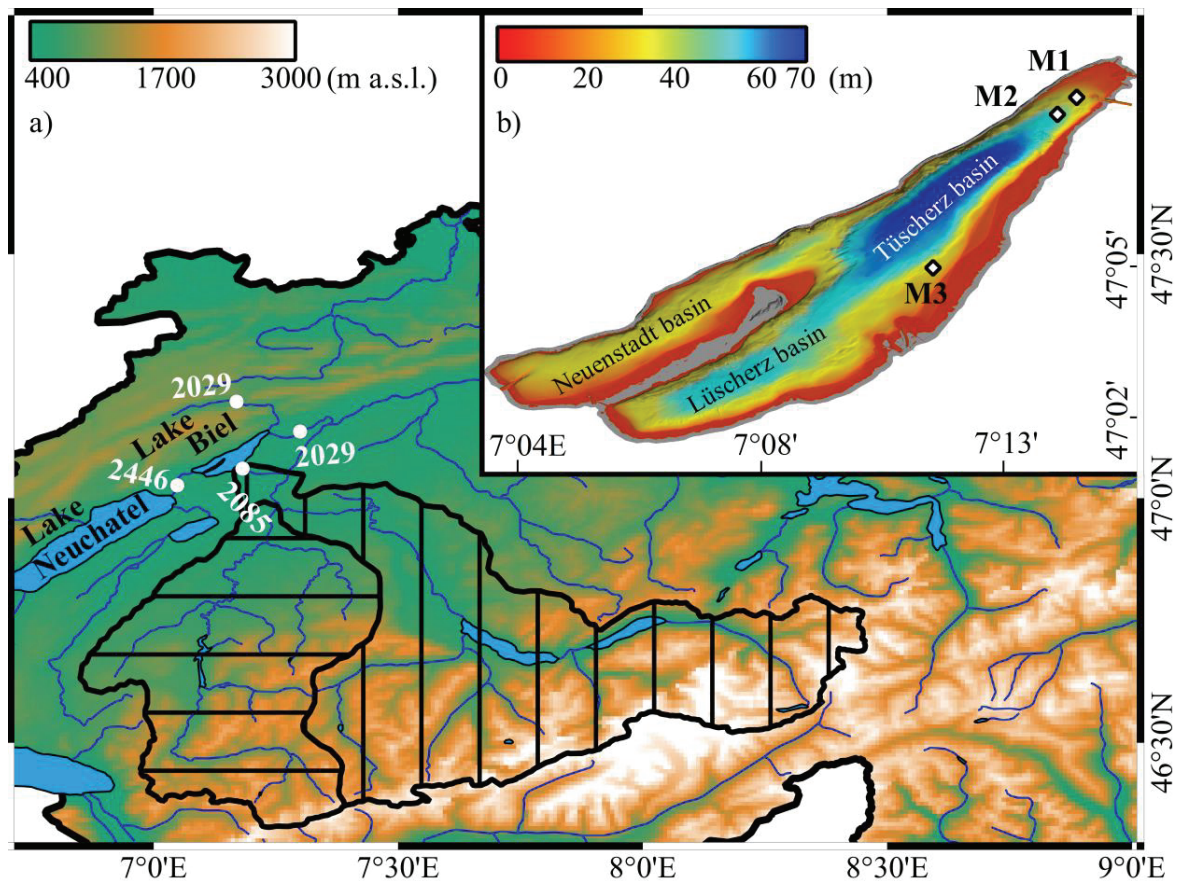 400 1700 3000 (m a.s.l.)
a)
0 20 40 60 70 (m)
b)
M1
M2
Tüscherz basin
M3
Neuenstadt basin
Lüscherz basin
47°05'
47°02'
7°04E 7°08' 7°13'
2029
Lake
Biel
2029
2446
2085
Lake
Neuchatel
47°30'N
47°0'N
46°30'N
7°0'E 7°30'E 8°0'E 8°30'E 9°0'E